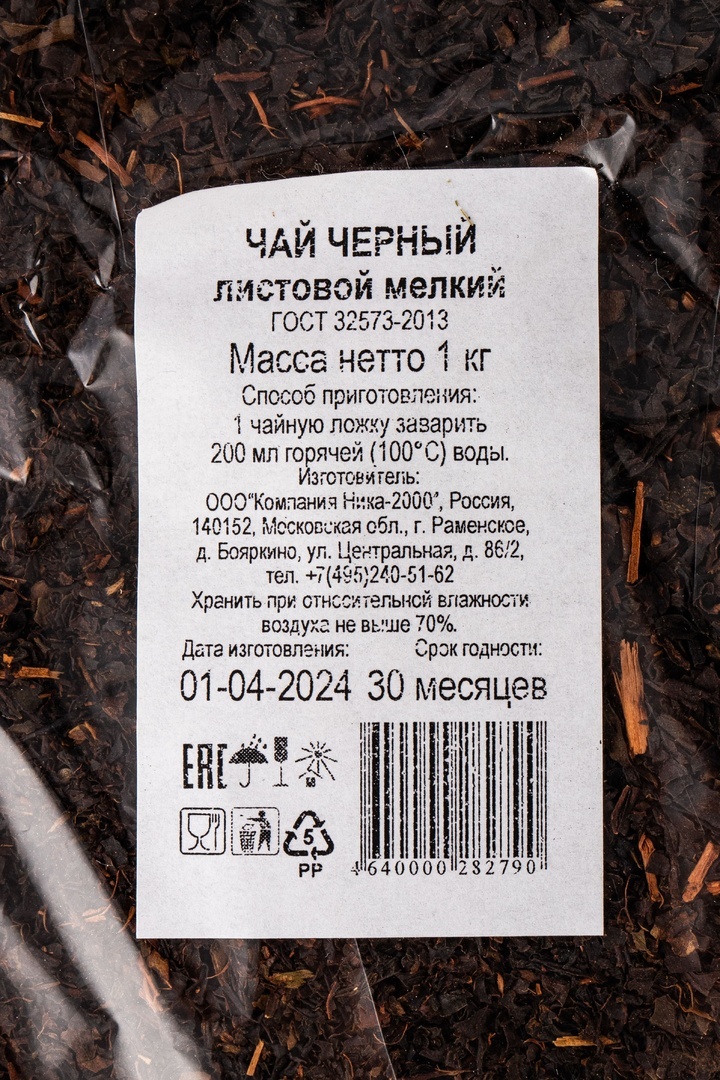 ЧАЙ ЧЕРНЫЙ
листовой мелкий
ГОСТ 32573-2013
Масса нетто 1 кг
Способ приготовления:
1 чайную ложку заварить
200 мл горячей (100°С) воды.
Изготовитель:
ООО"Компания Ника-2000", Россия,
140152, Московская обл., г. Раменское,
д. Бояркино, ул. Центральная, д. 86/2,
тел. +7(495)240-51-62
Хранить при относительной влажности
воздуха не выше 70%.
Дата изготовления: Срок годности:
01-04-2024 30 месяцев
EAC
5
PP
4 640000 282790